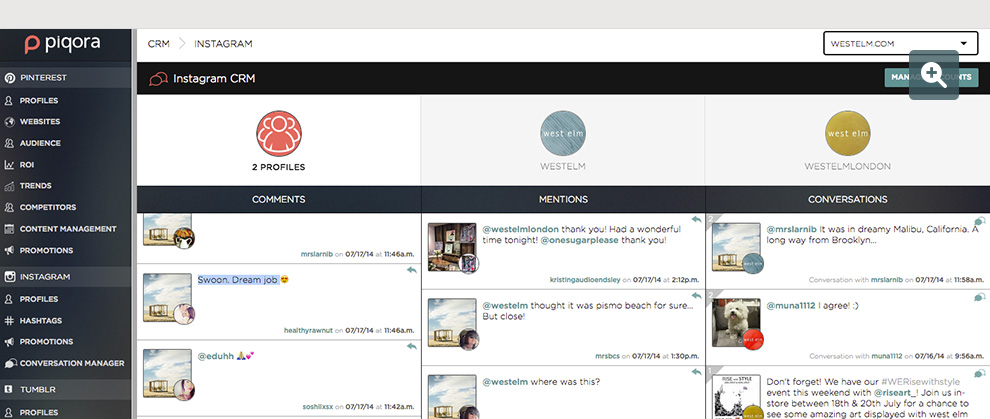 piqora
CRM
INSTAGRAM
WESTELM.COM
PINTEREST
Instagram CRM
PROFILES
WEBSITES
AUDIENCE
ROI
TRENDS
COMPETITORS
CONTENT MANAGEMENT
PROMOTIONS
INSTAGRAM
PROFILES
HASHTAGS
PROMOTIONS
CONVERSATION MANAGER
TUMBLR
PROFILES
2 PROFILES
west elm
WESTELM
west elm
WESTELMLONDON
COMMENTS
MENTIONS
CONVERSATIONS
mrslarnib on 07/17/14 at 11:46a.m.
Swoon. Dream job 😍
healthyrawnut on 07/17/14 at 11:46a.m.
@eduhh 🙏💕
soshlixsx on 07/17/14 at 11:42a.m.
@westelmlondon thank you! Had a wonderful
time tonight! @onesugarplease thank you!
kristingaudioendsley on 07/17/14 at 2:12p.m.
@westelm thought it was pismo beach for sure...
But close!
mrsbcs on 07/17/14 at 1:30p.m.
@westelm where was this?
2
@mrslarnib It was in dreamy Malibu, California. A
long way from Brooklyn...
Conversation with mrslarnib on 07/17/14 at 11:58a.m.
2
@muna1112 I agree! :)
Conversation with muna1112 on 07/16/14 at 9:56a.m.
1
RISE AND STYLE
Don't forget! We have our #WERisewithstyle
event this weekend with @riseart_! Join us in-
store between 18th & 20th July for a chance to
see some amazing art displayed with west elm